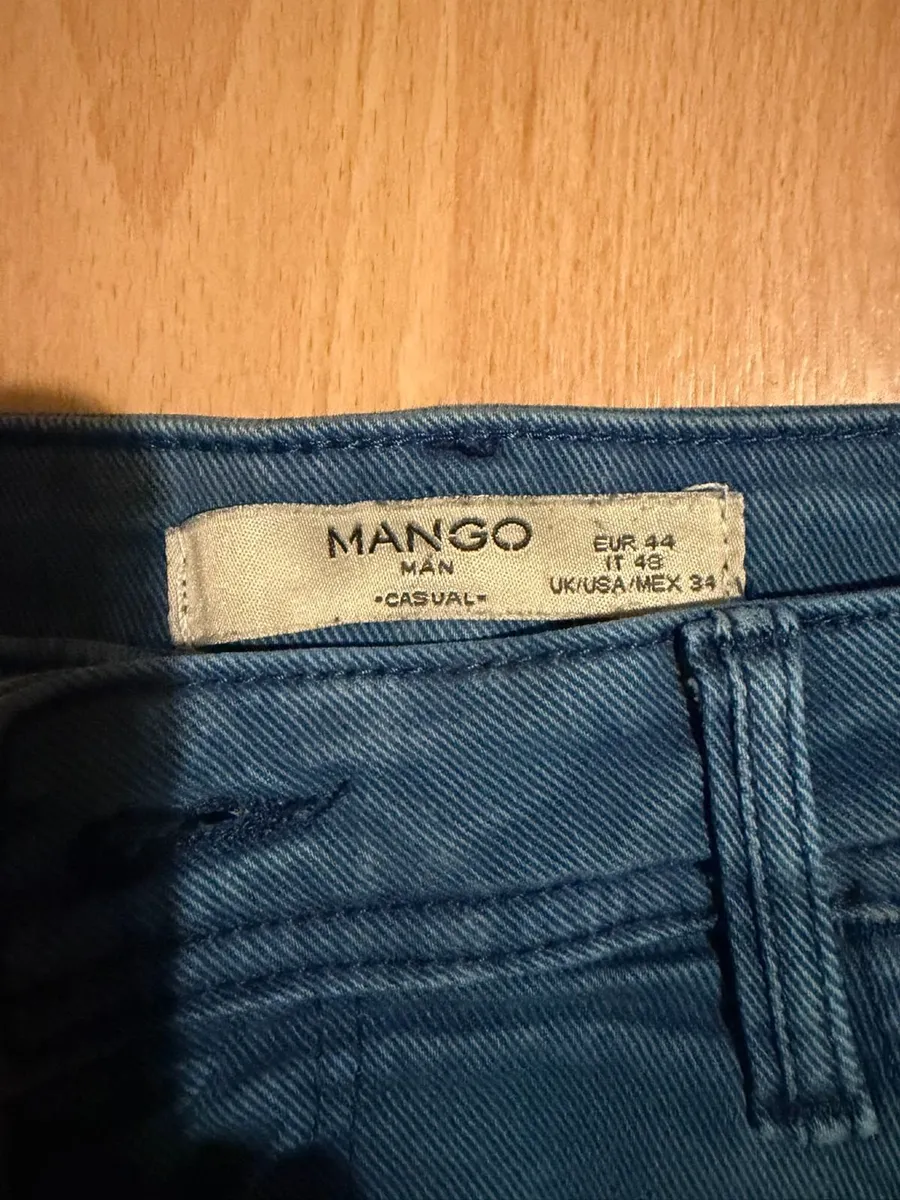 MANGO
MAN
•CASUAL•
EUR 44
IT 48
UK/USA/MEX 34